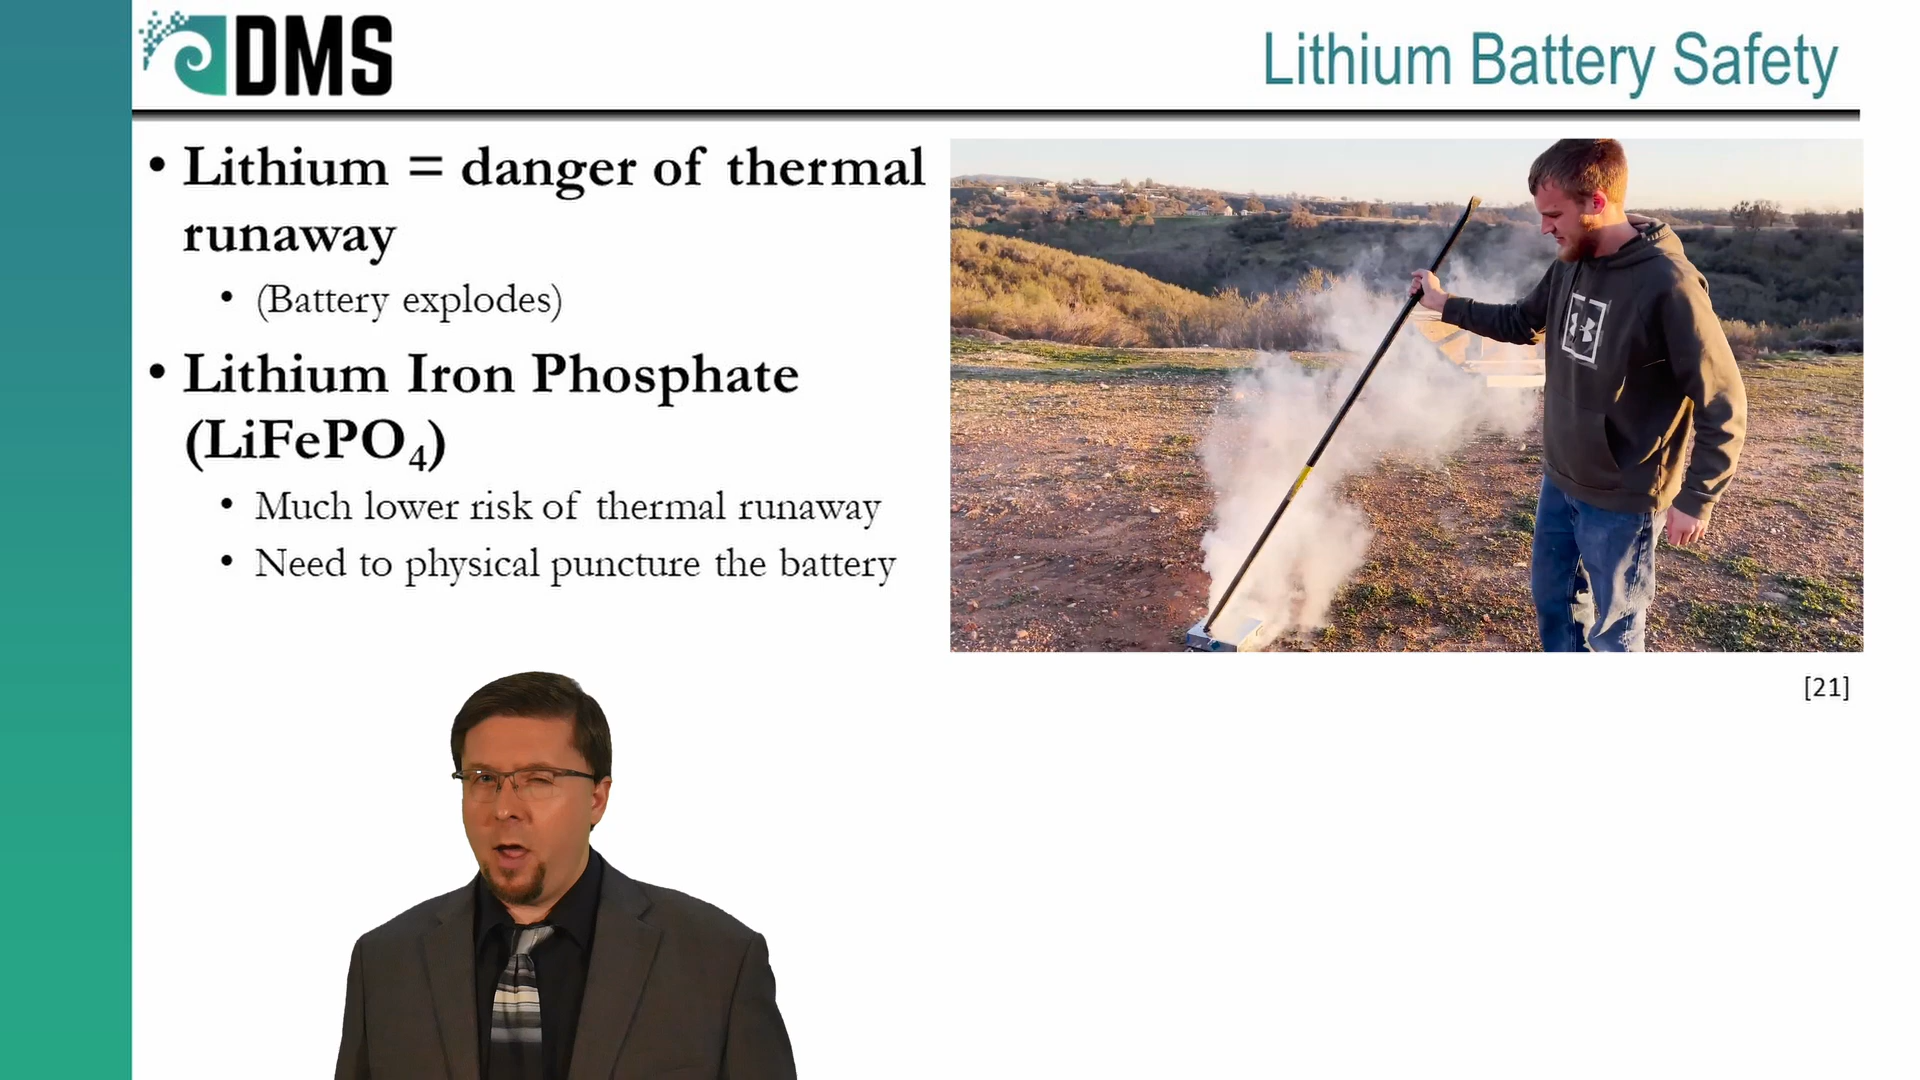 DMS
Lithium Battery Safety
• Lithium = danger of thermal
runaway
• (Battery explodes)
• Lithium Iron Phosphate
(LiFePO₄)
• Much lower risk of thermal runaway
• Need to physical puncture the battery
[21]